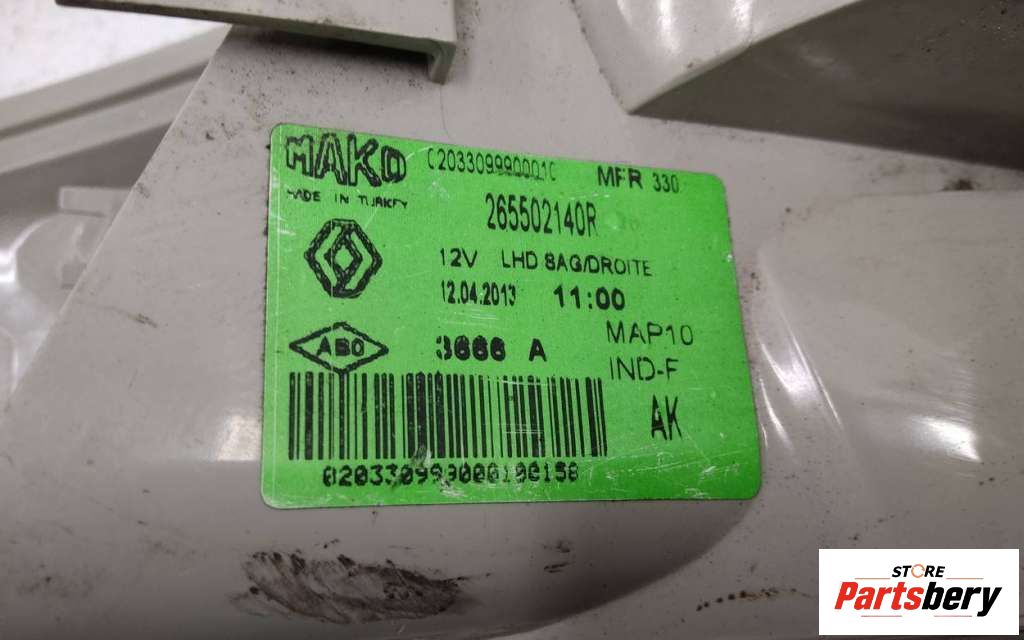 MAKO C2033099900010 MFR 330
MADE IN TURKEY
265502140R
12V LHD SAG/DROITE
12.04.2013 11:00
ABO 3666 A MAP10
IND-F
AK
STORE
Partsbery